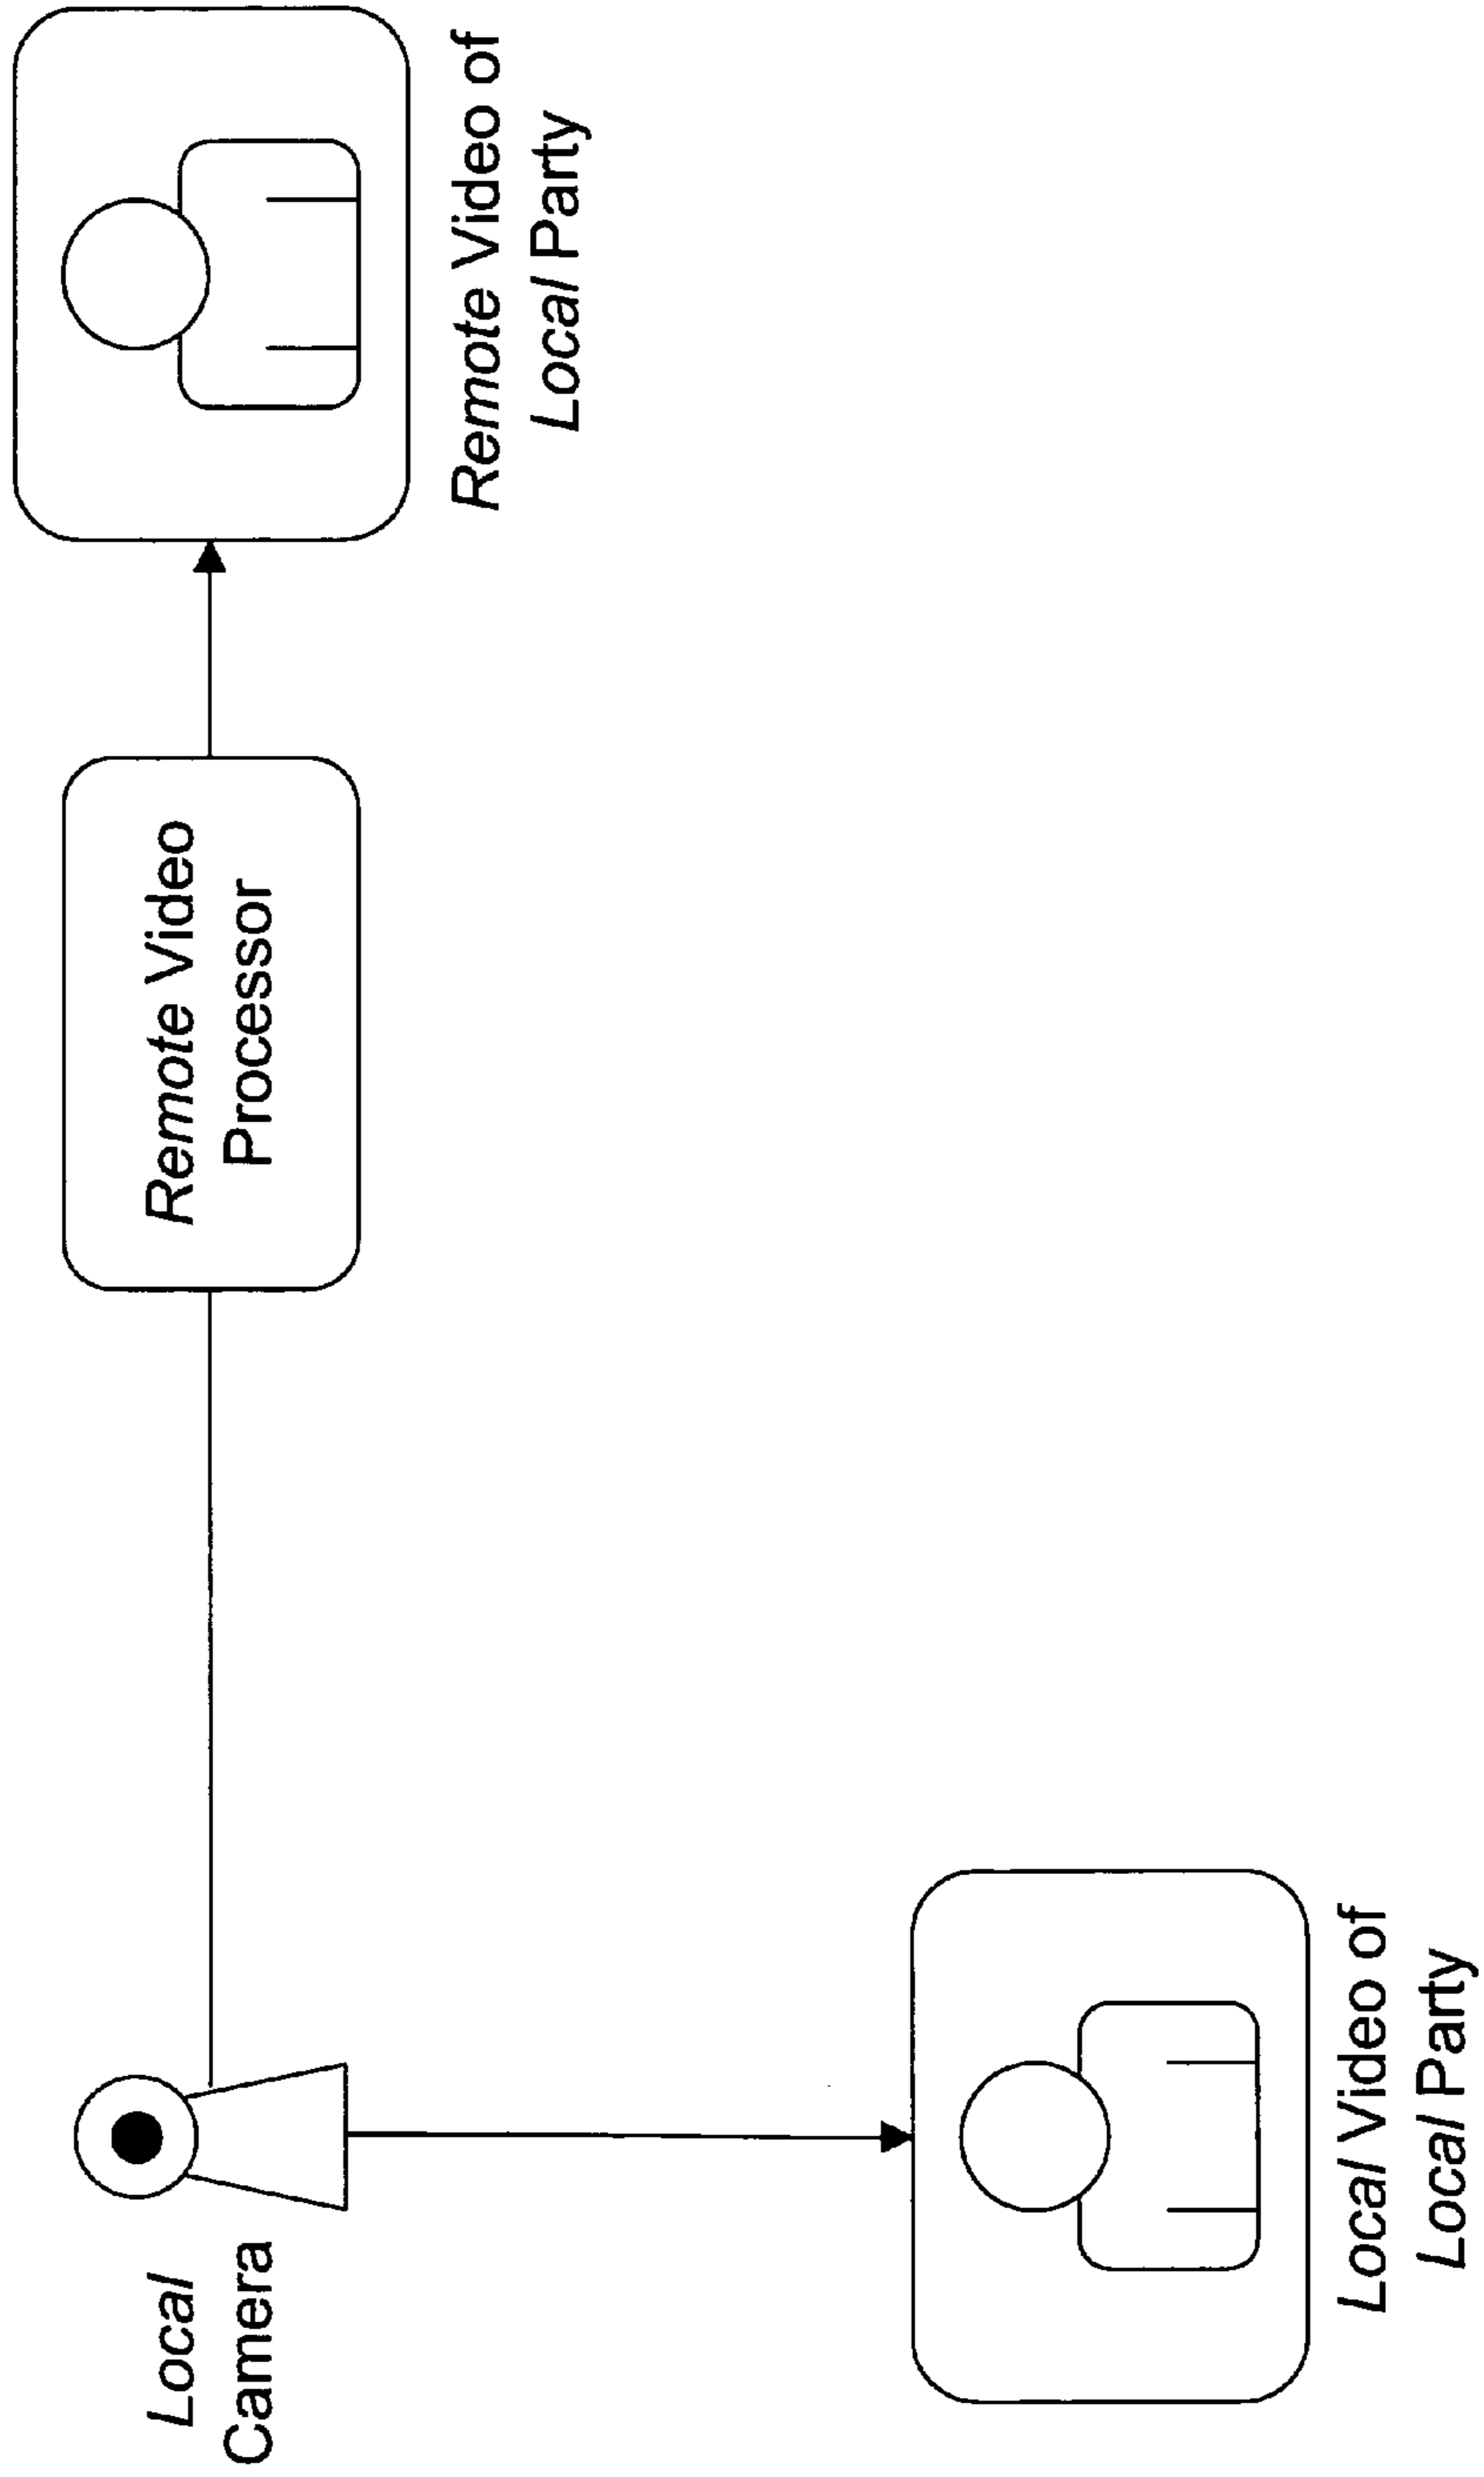 Local
Camera
Remote Video
Processor
Remote Video of
Local Party
Local Video of
Local Party